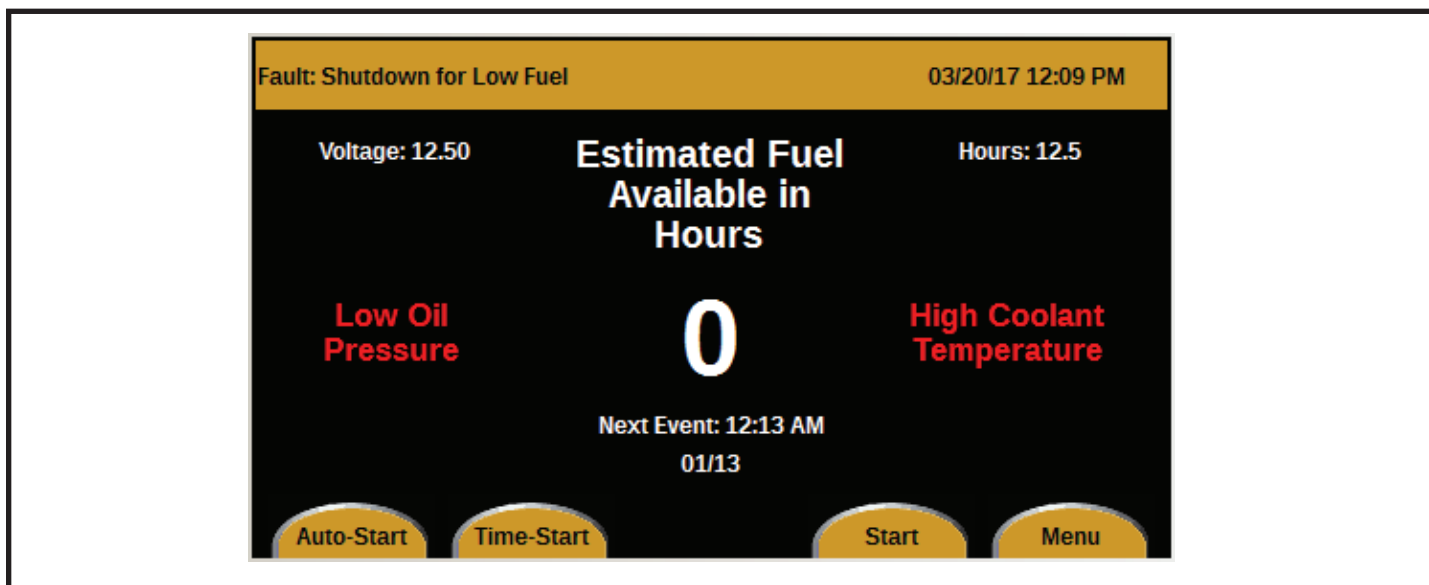 Fault: Shutdown for Low Fuel
03/20/17 12:09 PM
Voltage: 12.50
Estimated Fuel
Available in
Hours
Hours: 12.5
Low Oil
Pressure
0
High Coolant
Temperature
Next Event: 12:13 AM
01/13
Auto-Start
Time-Start
Start
Menu